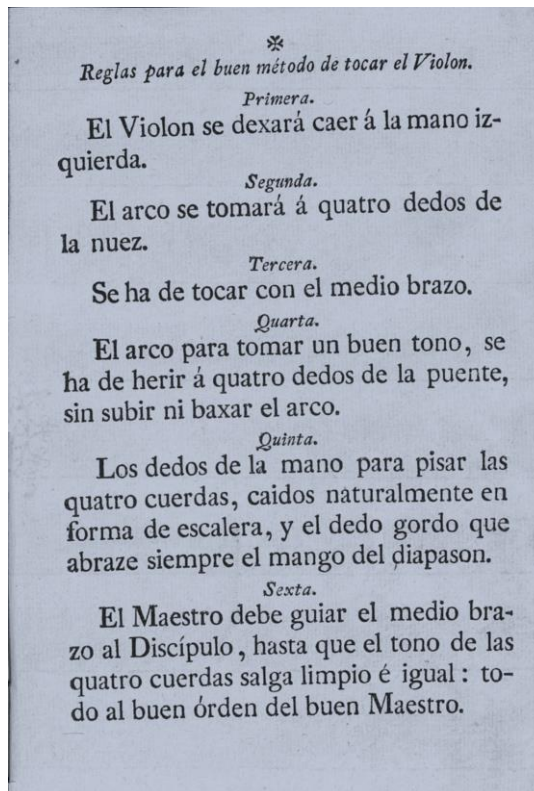 Reglas para el buen método de tocar el Violon.
Primera.
El Violon se dexará caer á la mano iz-
quierda.
Segunda.
El arco se tomará á quatro dedos de
la nuez.
Tercera.
Se ha de tocar con el medio brazo.
Quarta.
El arco para tomar un buen tono, se
ha de herir á quatro dedos de la puente,
sin subir ni baxar el arco.
Quinta.
Los dedos de la mano para pisar las
quatro cuerdas, caidos naturalmente en
forma de escalera, y el dedo gordo que
abraze siempre el mango del diapason.
Sexta.
El Maestro debe guiar el medio bra-
zo al Discípulo, hasta que el tono de las
quatro cuerdas salga limpio é igual: to-
do al buen órden del buen Maestro.